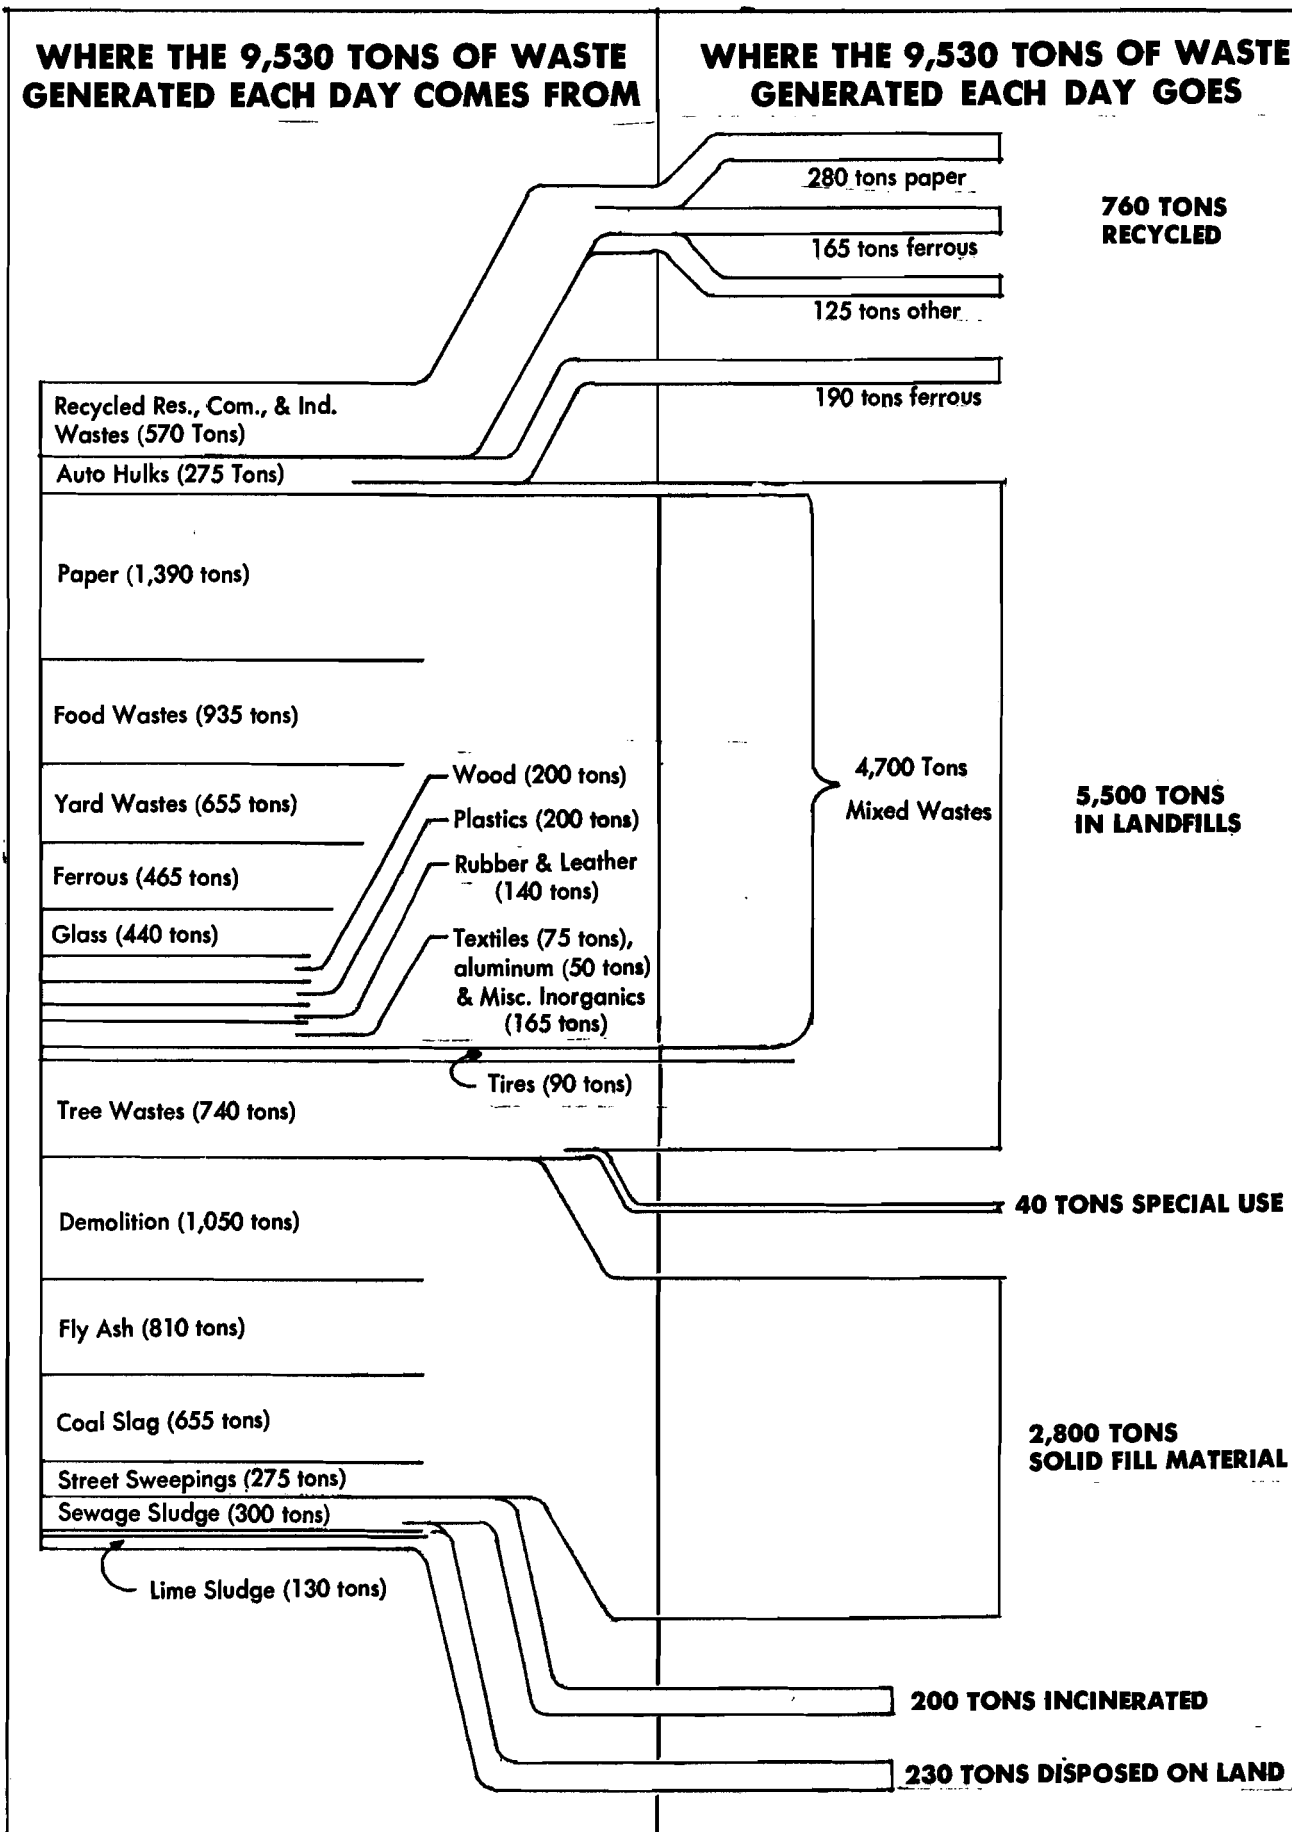 WHERE THE 9,530 TONS OF WASTE
GENERATED EACH DAY COMES FROM
WHERE THE 9,530 TONS OF WASTE
GENERATED EACH DAY GOES
280 tons paper
760 TONS
RECYCLED
165 tons ferrous
125 tons other
190 tons ferrous
Recycled Res., Com., & Ind.
Wastes (570 Tons)
Auto Hulks (275 Tons)
Paper (1,390 tons)
Food Wastes (935 tons)
Yard Wastes (655 tons)
Ferrous (465 tons)
Glass (440 tons)
Wood (200 tons)
Plastics (200 tons)
Rubber & Leather
(140 tons)
Textiles (75 tons),
aluminum (50 tons)
& Misc. Inorganics
(165 tons)
4,700 Tons
Mixed Wastes
5,500 TONS
IN LANDFILLS
Tires (90 tons)
Tree Wastes (740 tons)
40 TONS SPECIAL USE
Demolition (1,050 tons)
Fly Ash (810 tons)
Coal Slag (655 tons)
Street Sweepings (275 tons)
Sewage Sludge (300 tons)
Lime Sludge (130 tons)
2,800 TONS
SOLID FILL MATERIAL
200 TONS INCINERATED
230 TONS DISPOSED ON LAND